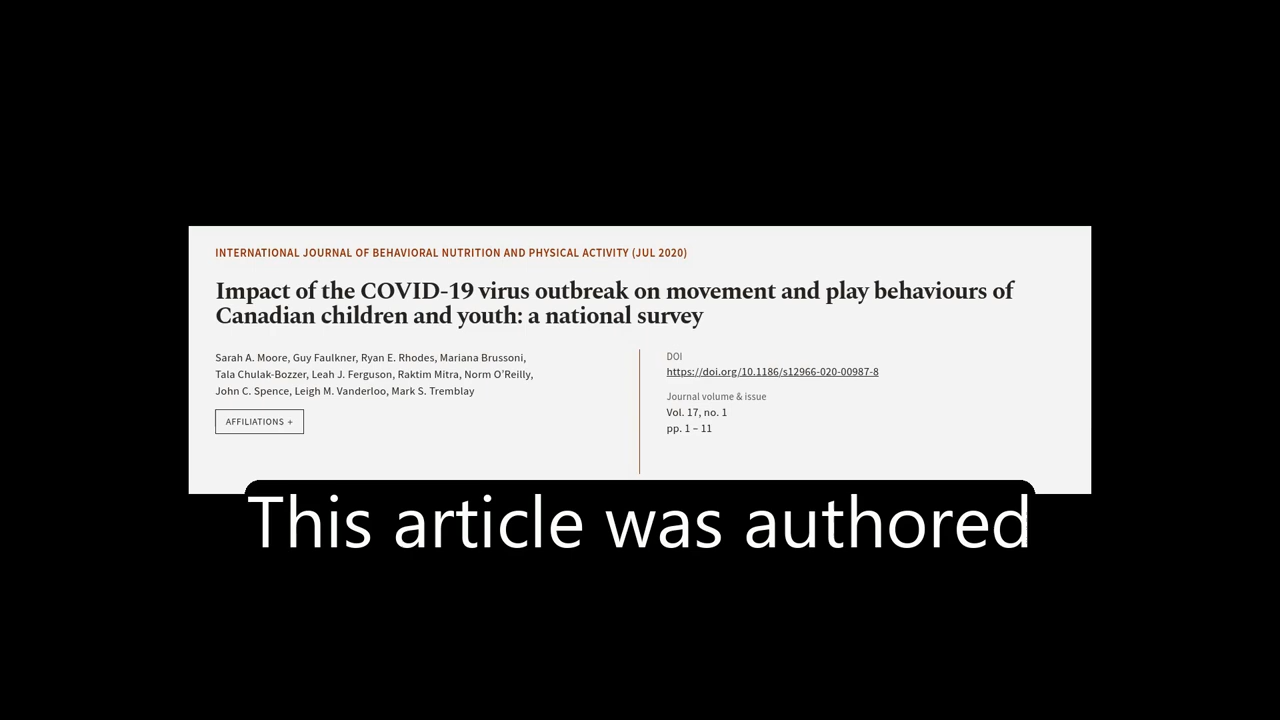 INTERNATIONAL JOURNAL OF BEHAVIORAL NUTRITION AND PHYSICAL ACTIVITY (JUL 2020)
Impact of the COVID-19 virus outbreak on movement and play behaviours of
Canadian children and youth: a national survey
Sarah A. Moore, Guy Faulkner, Ryan E. Rhodes, Mariana Brussoni,
Tala Chulak-Bozzer, Leah J. Ferguson, Raktim Mitra, Norm O’Reilly,
John C. Spence, Leigh M. Vanderloo, Mark S. Tremblay
AFFILIATIONS +
DOI
https://doi.org/10.1186/s12966-020-00987-8
Journal volume & issue
Vol. 17, no. 1
pp. 1 – 11
This article was authored